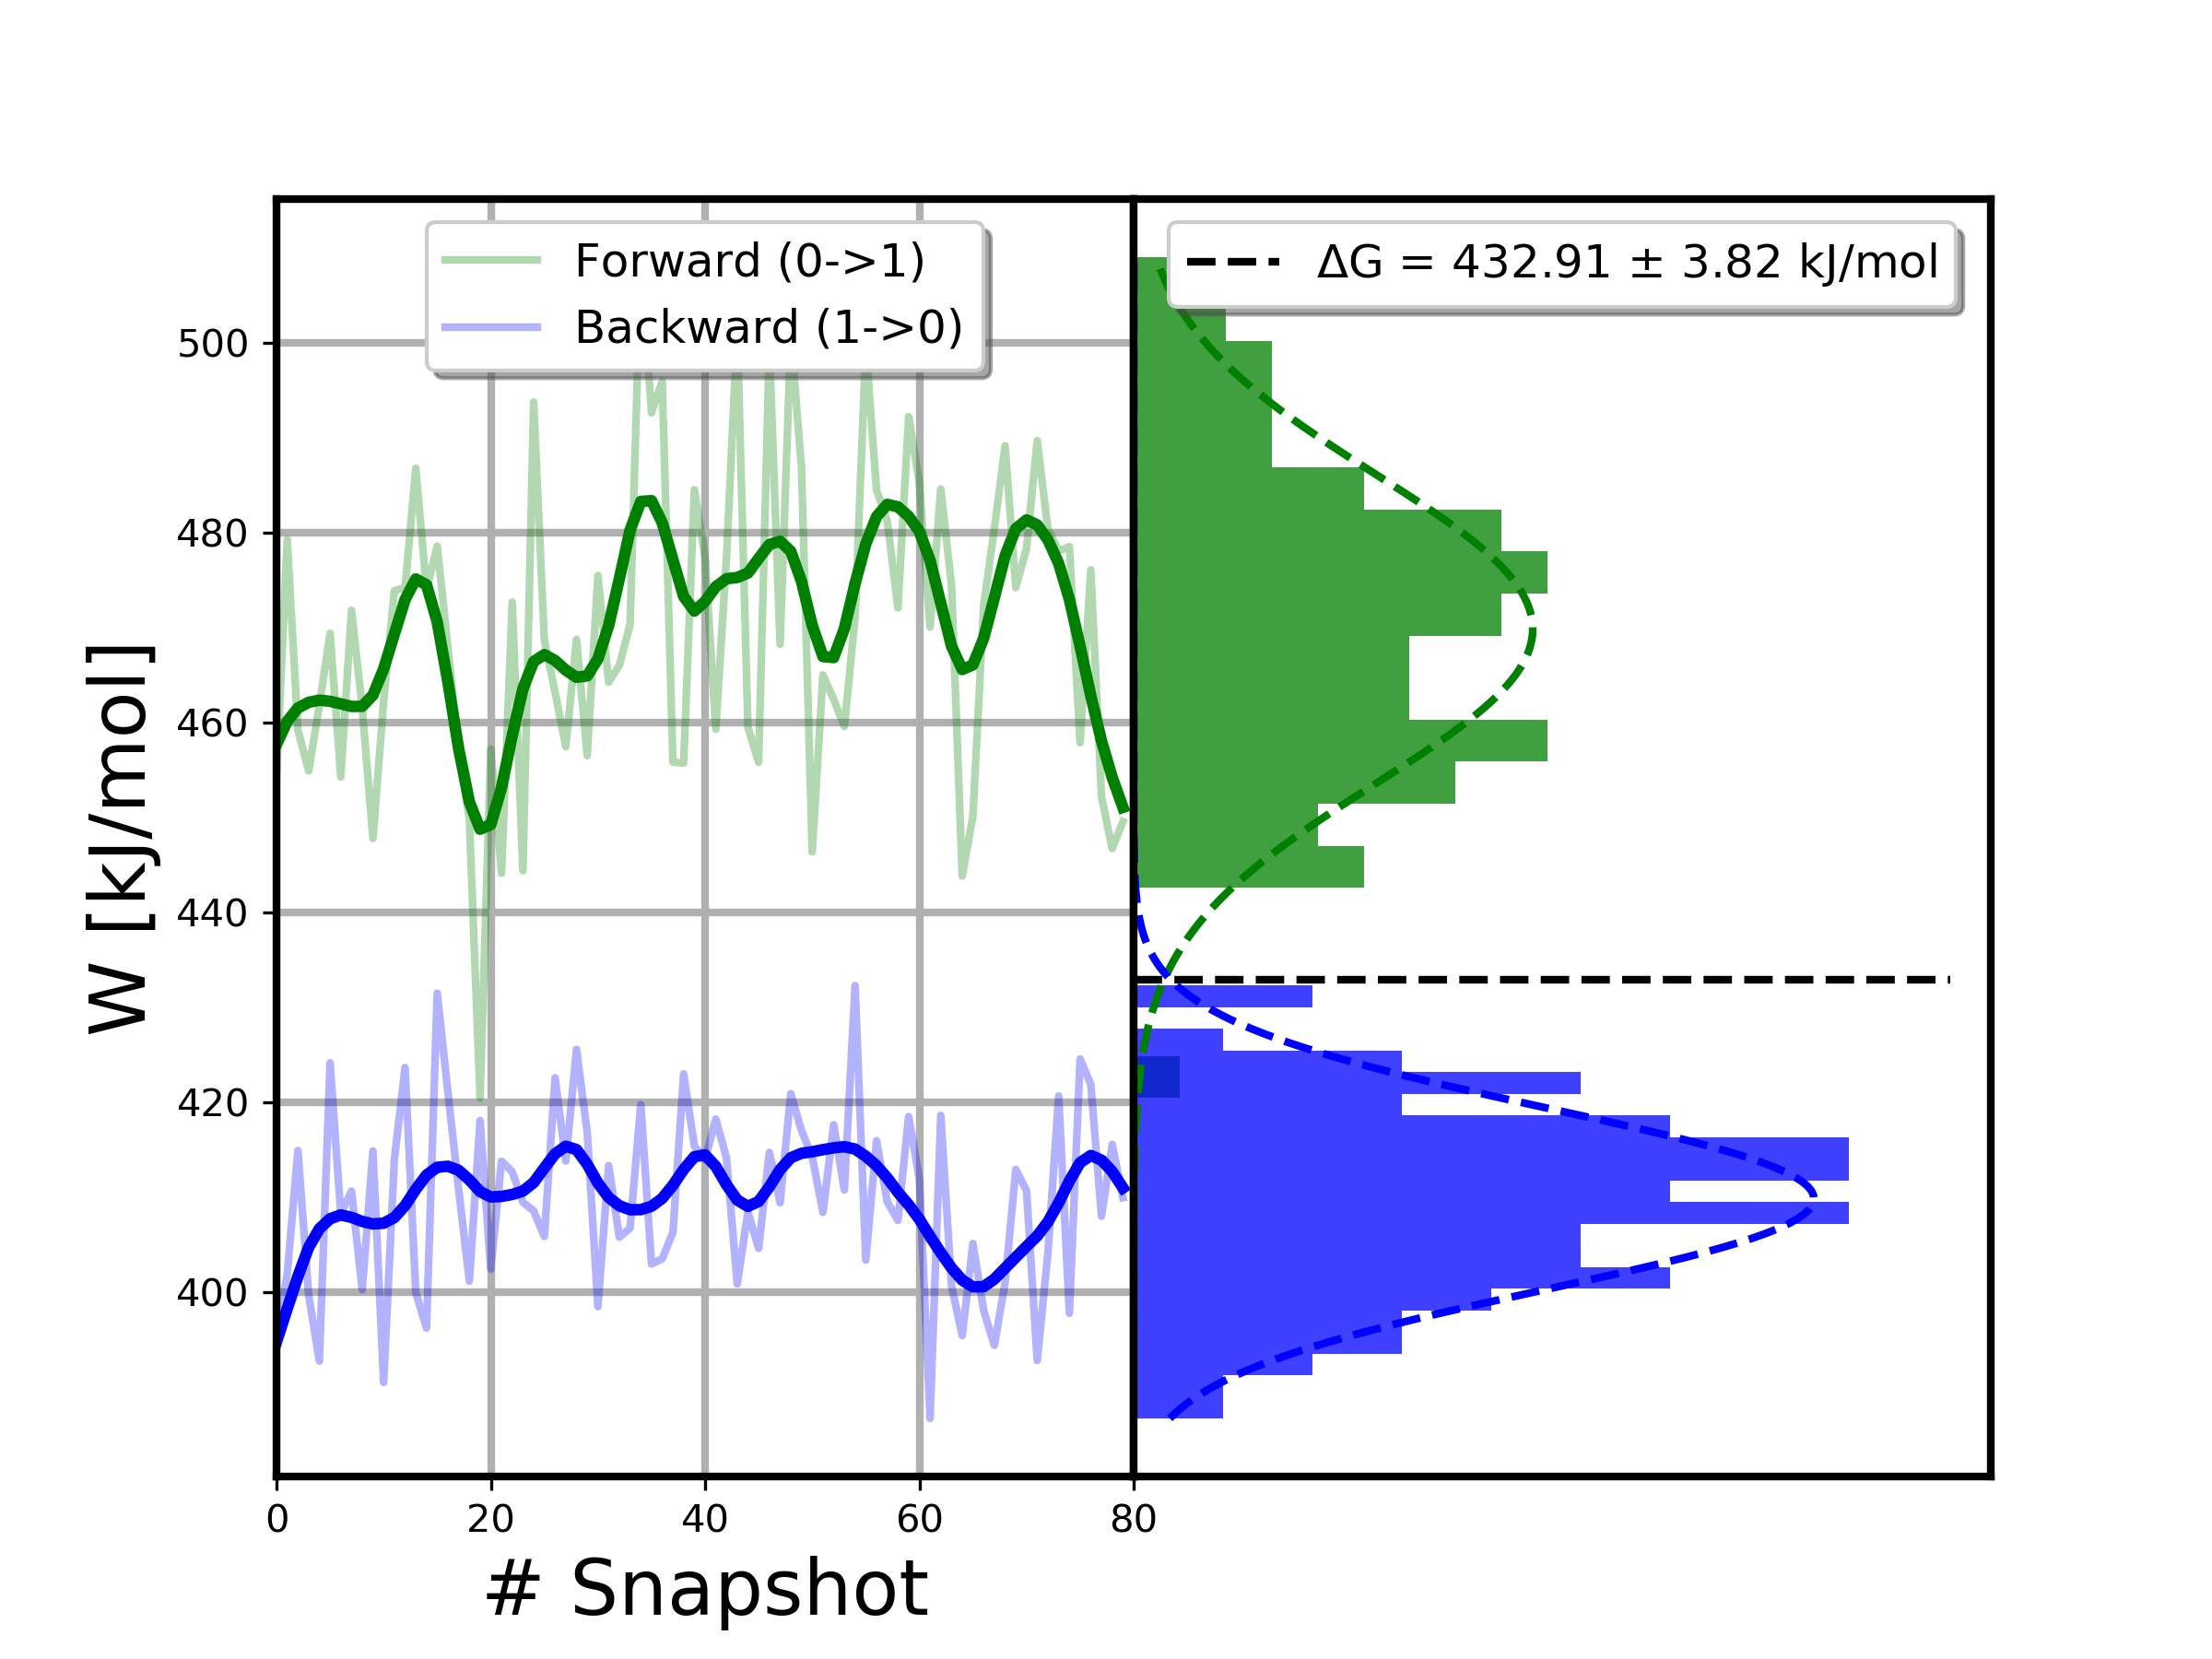 Forward (0->1)
Backward (1->0)
ΔG = 432.91 ± 3.82 kJ/mol
W [kJ/mol]
500
480
460
440
420
400
0 20 40 60 80
# Snapshot